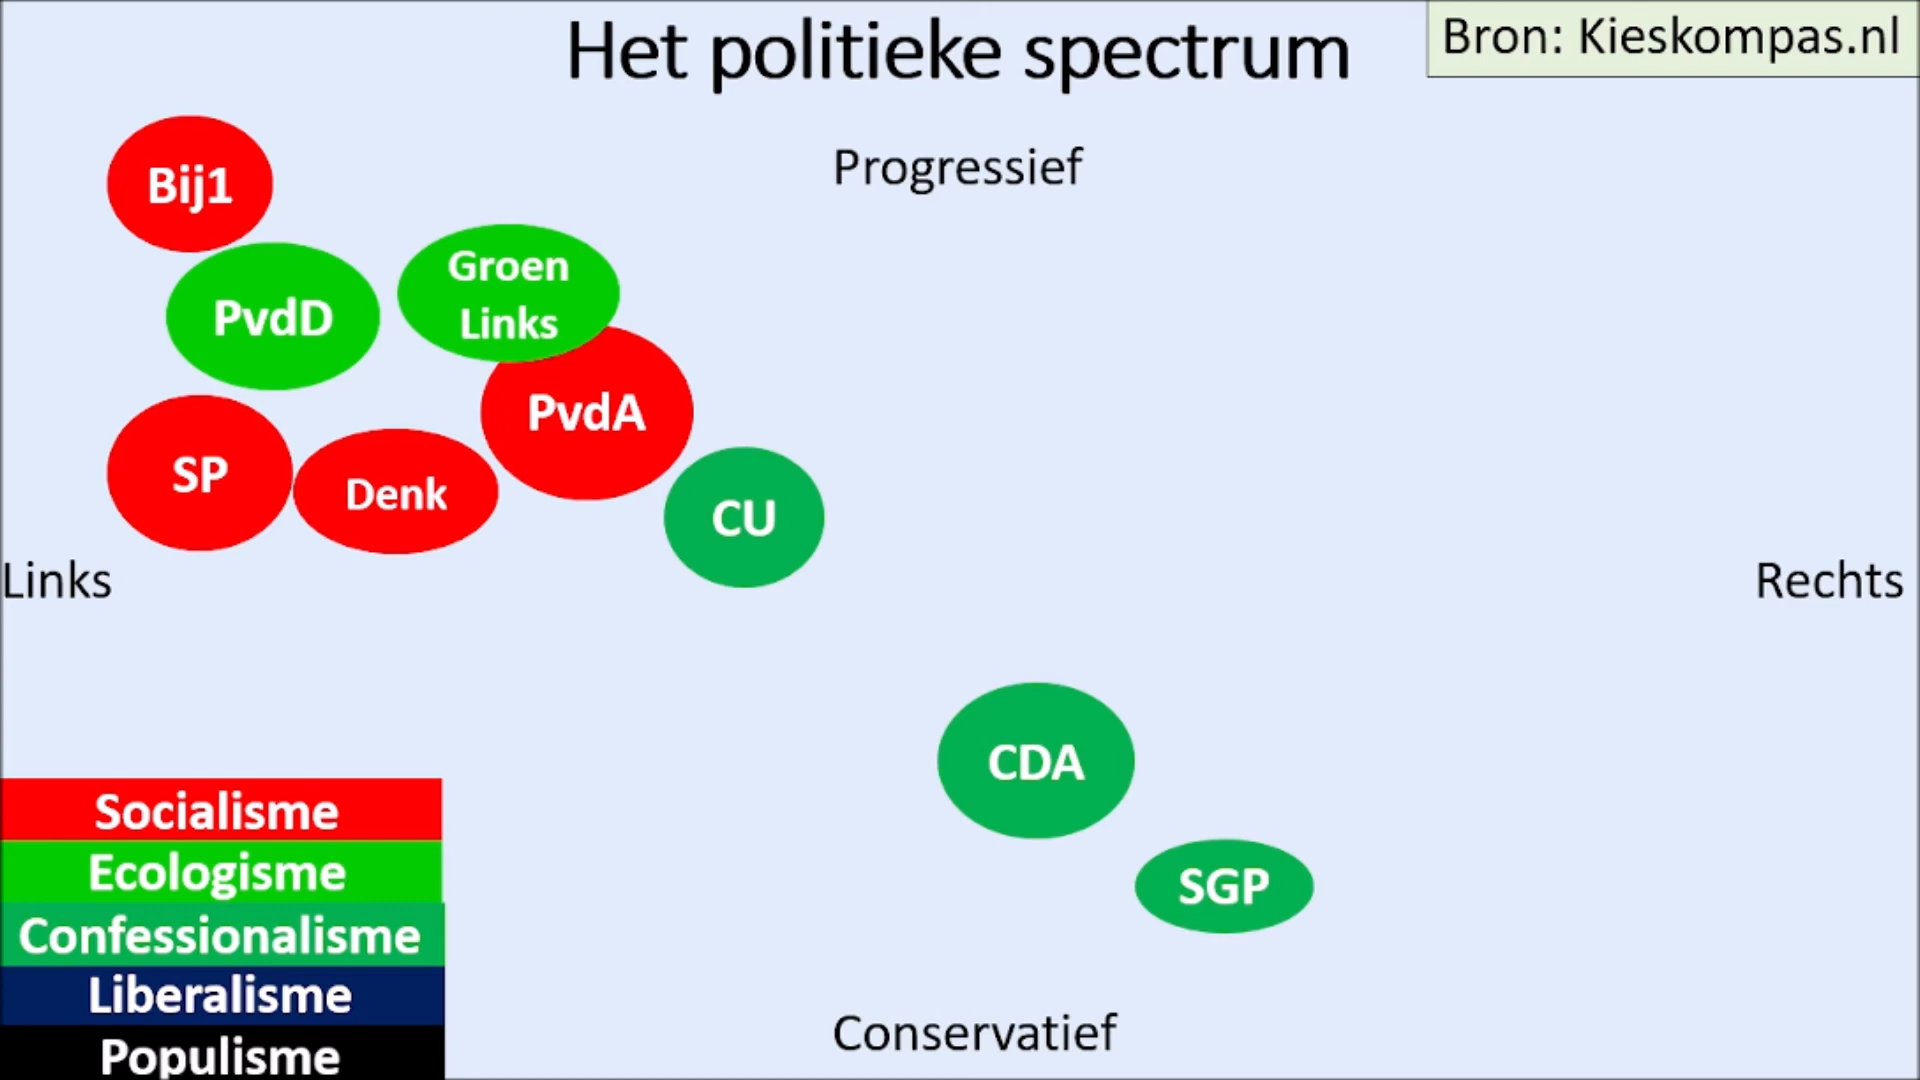 Het politieke spectrum
Bron: Kieskompas.nl
Progressief
Bij1
PvdD
Groen
Links
PvdA
SP
Denk
CU
Links
Rechts
CDA
SGP
Socialisme
Ecologisme
Confessionalisme
Liberalisme
Populisme
Conservatief